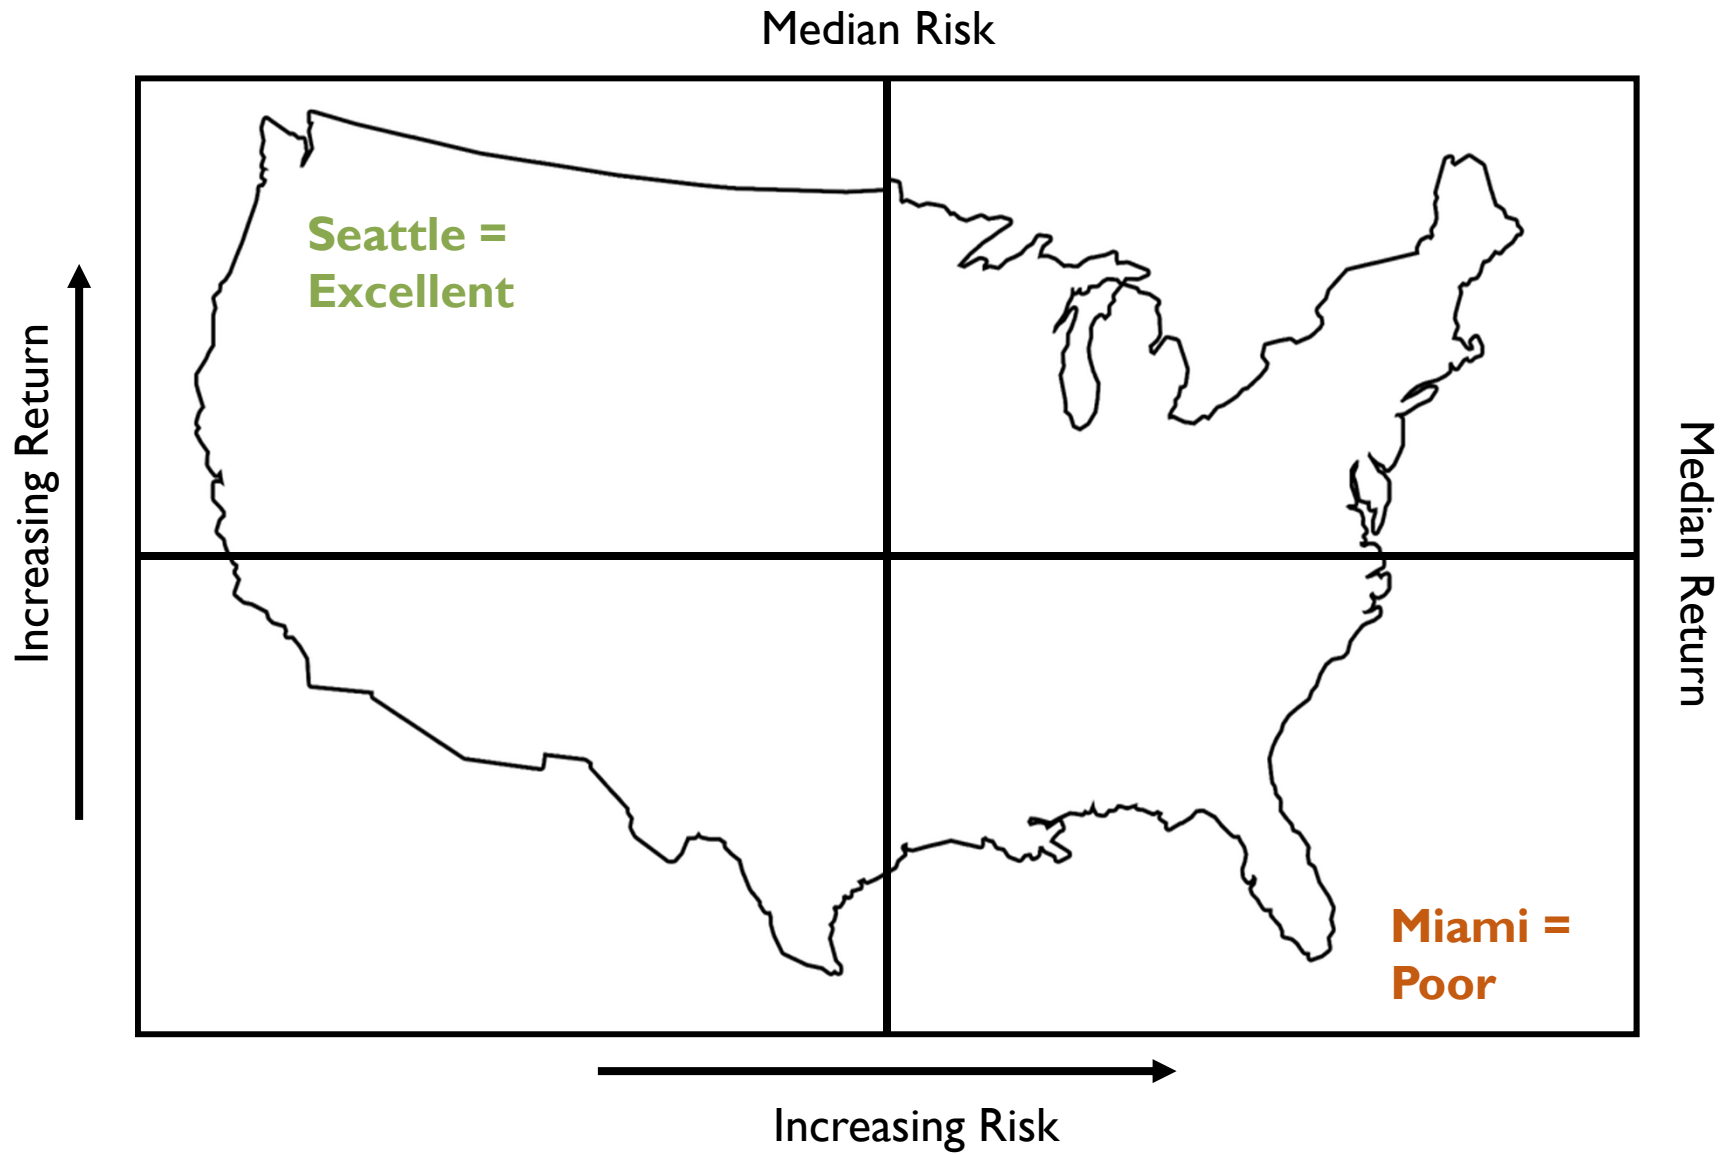 Median Risk
Seattle =
Excellent
Increasing Return
Median Return
Miami =
Poor
Increasing Risk